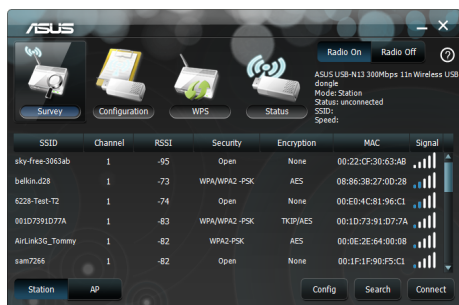 ASUS
Radio On Radio Off
ASUS USB-N13 300Mbps 11n Wireless USB
dongle
Mode: Station
Status: unconnected
SSID:
Speed:
Survey Configuration WPS Status
SSID Channel RSSI Security Encryption MAC Signal
sky-free-3063ab 1 -95 Open None 00:22:CF:30:63:AB
belkin.d28 1 -73 WPA/WPA2 -PSK AES 08:86:3B:27:0D:28
6228-Test-T2 1 -74 Open None 00:E0:4C:81:96:C1
001D7391D77A 1 -83 WPA/WPA2 -PSK TKIP/AES 00:1D:73:91:D7:7A
AirLink3G_Tommy 1 -82 WPA2-PSK AES 00:0E:2E:64:00:08
sam7266 1 -82 Open None 00:1F:1F:90:F5:C1
Station AP Config Search Connect